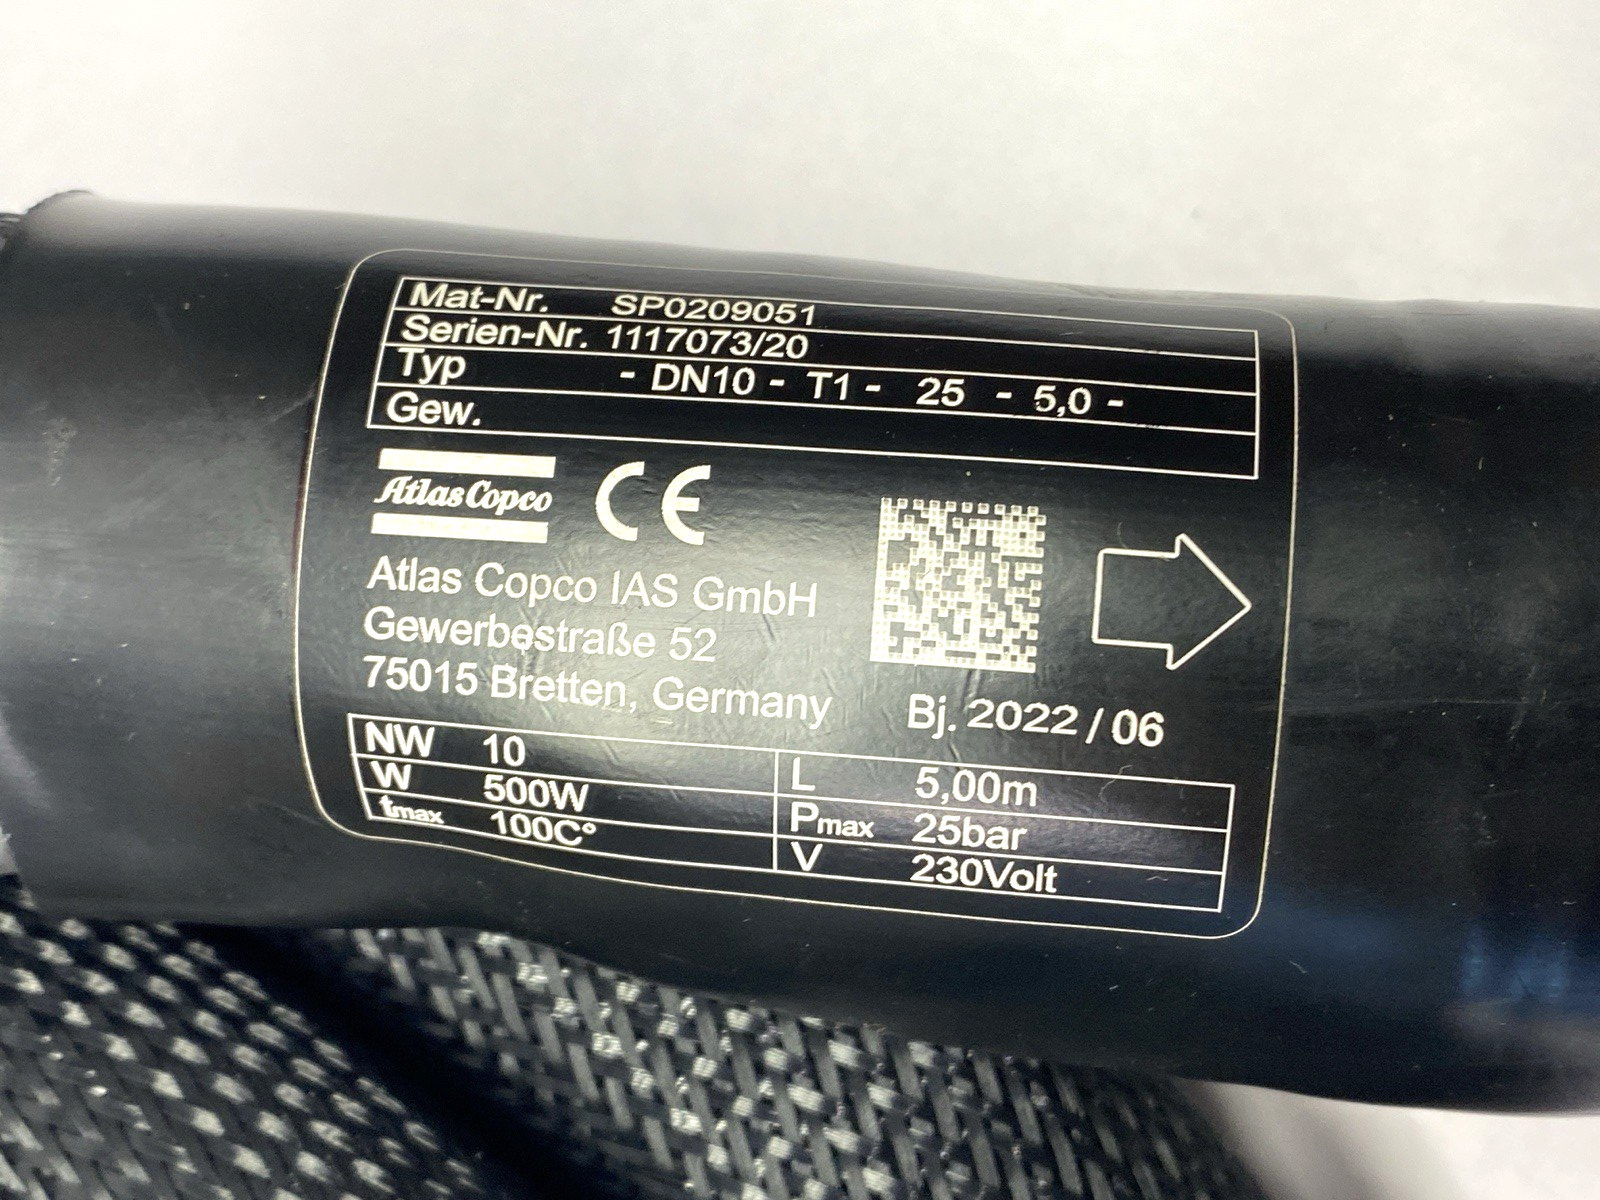 Mat-Nr. SP0209051
Serien-Nr. 1117073/20
Typ - DN10 - T1 - 25 - 5,0 -
Gew.
Atlas Copco CE
Atlas Copco IAS GmbH
Gewerbestraße 52
75015 Bretten, Germany
Bj. 2022 / 06
NW 10 L 5,00m
W 500W Pmax 25bar
tmax 100C° V 230Volt